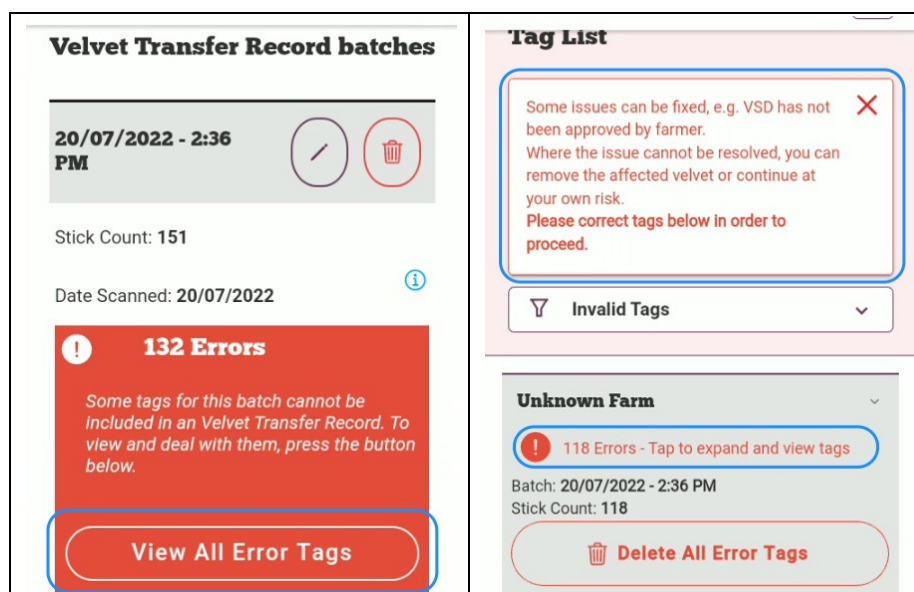 Velvet Transfer Record batches
20/07/2022 - 2:36
PM
Stick Count: 151
Date Scanned: 20/07/2022
132 Errors
Some tags for this batch cannot be
included in an Velvet Transfer Record. To
view and deal with them, press the button
below.
View All Error Tags
Tag List
Some issues can be fixed, e.g. VSD has not
been approved by farmer.
Where the issue cannot be resolved, you can
remove the affected velvet or continue at
your own risk.
Please correct tags below in order to
proceed.
Invalid Tags
Unknown Farm
118 Errors - Tap to expand and view tags
Batch: 20/07/2022 - 2:36 PM
Stick Count: 118
Delete All Error Tags